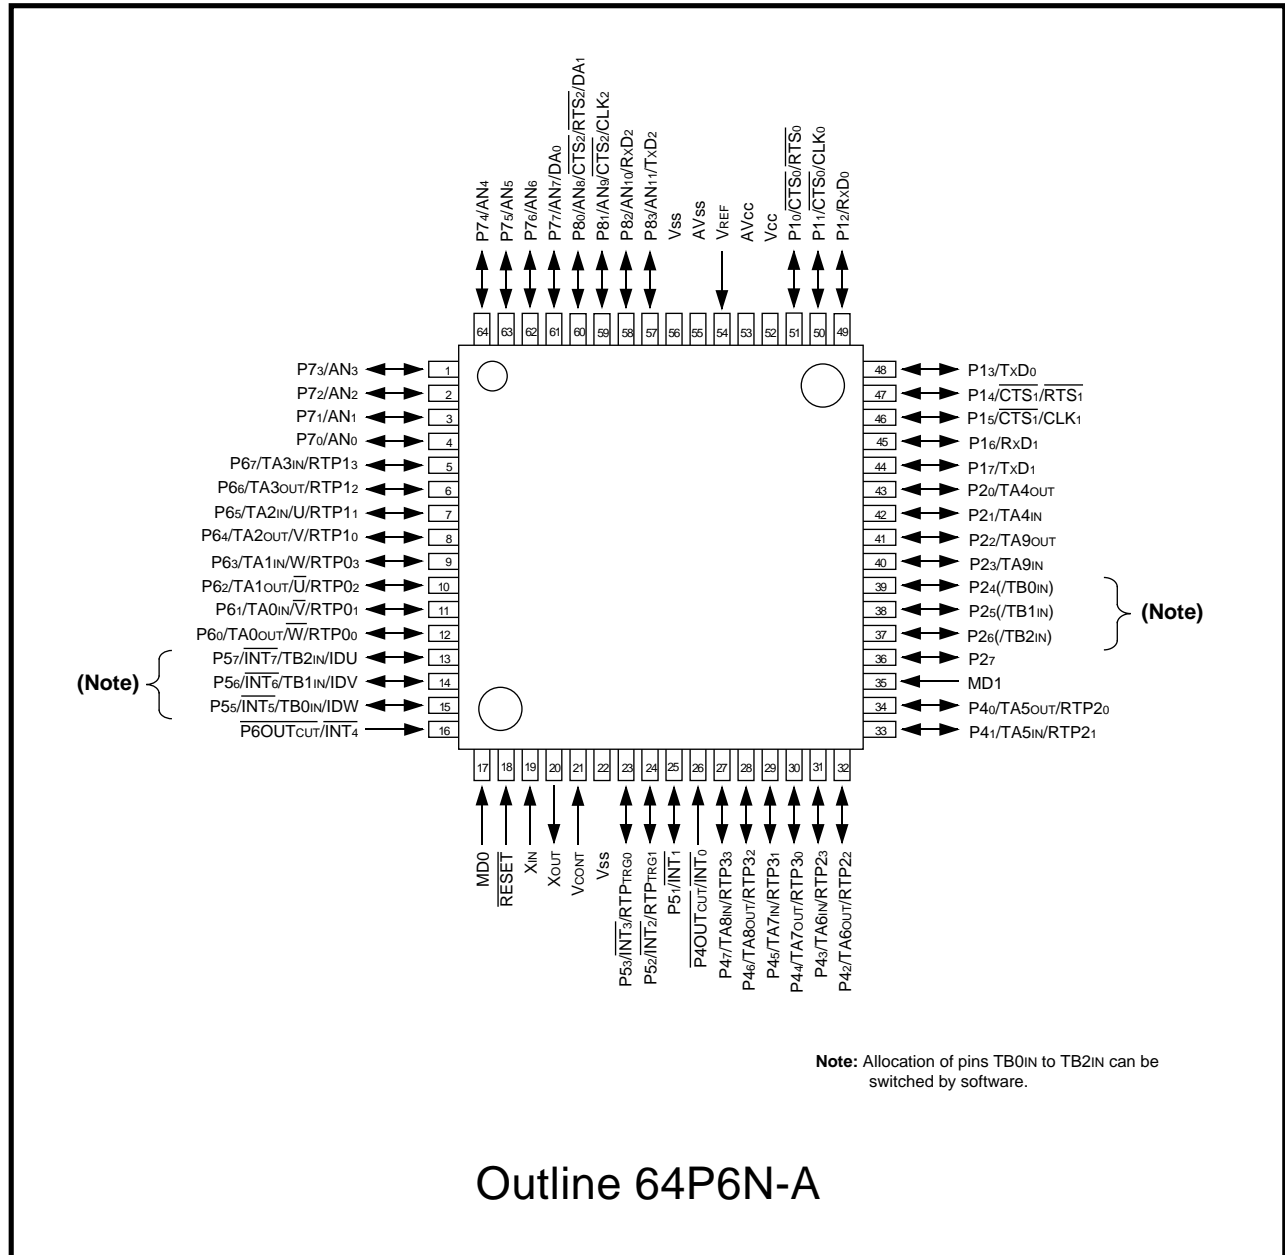 P74/AN4
P75/AN5
P76/AN6
P77/AN7/DA0
P80/AN8/CTS2/RTS2/DA1
P81/AN9/CTS2/CLK2
P82/AN10/RxD2
P83/AN11/TxD2
Vss
AVss
VREF
AVcc
Vcc
P10/CTS0/RTS0
P11/CTS0/CLK0
P12/RxD0
64 63 62 61 60 59 58 57 56 55 54 53 52 51 50 49
P73/AN3 1
P72/AN2 2
P71/AN1 3
P70/AN0 4
P67/TA3IN/RTP13 5
P66/TA3OUT/RTP12 6
P65/TA2IN/U/RTP11 7
P64/TA2OUT/V/RTP10 8
P63/TA1IN/W/RTP03 9
P62/TA1OUT/U̅/RTP02 10
P61/TA0IN/V̅/RTP01 11
P60/TA0OUT/W̅/RTP00 12
P57/INT7/TB2IN/IDU 13
P56/INT6/TB1IN/IDV 14
P55/INT5/TB0IN/IDW 15
P6OUTCUT/INT4 16
(Note)
48 P13/TxD0
47 P14/CTS1/RTS1
46 P15/CTS1/CLK1
45 P16/RxD1
44 P17/TxD1
43 P20/TA4OUT
42 P21/TA4IN
41 P22/TA9OUT
40 P23/TA9IN
39 P24(/TB0IN)
38 P25(/TB1IN)
37 P26(/TB2IN)
36 P27
35 MD1
34 P40/TA5OUT/RTP20
33 P41/TA5IN/RTP21
(Note)
17 18 19 20 21 22 23 24 25 26 27 28 29 30 31 32
MD0
RESET
XIN
XOUT
VCONT
Vss
P53/INT3/RTPTRG0
P52/INT2/RTPTRG1
P51/INT1
P4OUTCUT/INT0
P47/TA8IN/RTP33
P46/TA8OUT/RTP32
P45/TA7IN/RTP31
P44/TA7OUT/RTP30
P43/TA6IN/RTP23
P42/TA6OUT/RTP22
Note: Allocation of pins TB0IN to TB2IN can be
switched by software.
Outline 64P6N-A